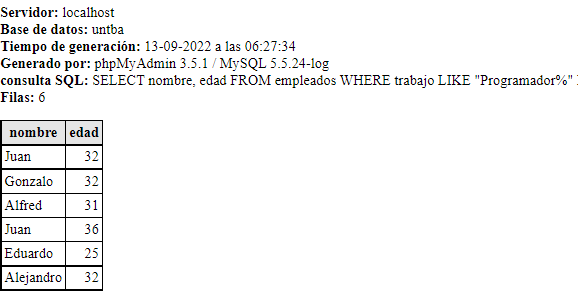 Servidor: localhost
Base de datos: untba
Tiempo de generación: 13-09-2022 a las 06:27:34
Generado por: phpMyAdmin 3.5.1 / MySQL 5.5.24-log
consulta SQL: SELECT nombre, edad FROM empleados WHERE trabajo LIKE "Programador%"
Filas: 6
nombre edad
Juan 32
Gonzalo 32
Alfred 31
Juan 36
Eduardo 25
Alejandro 32